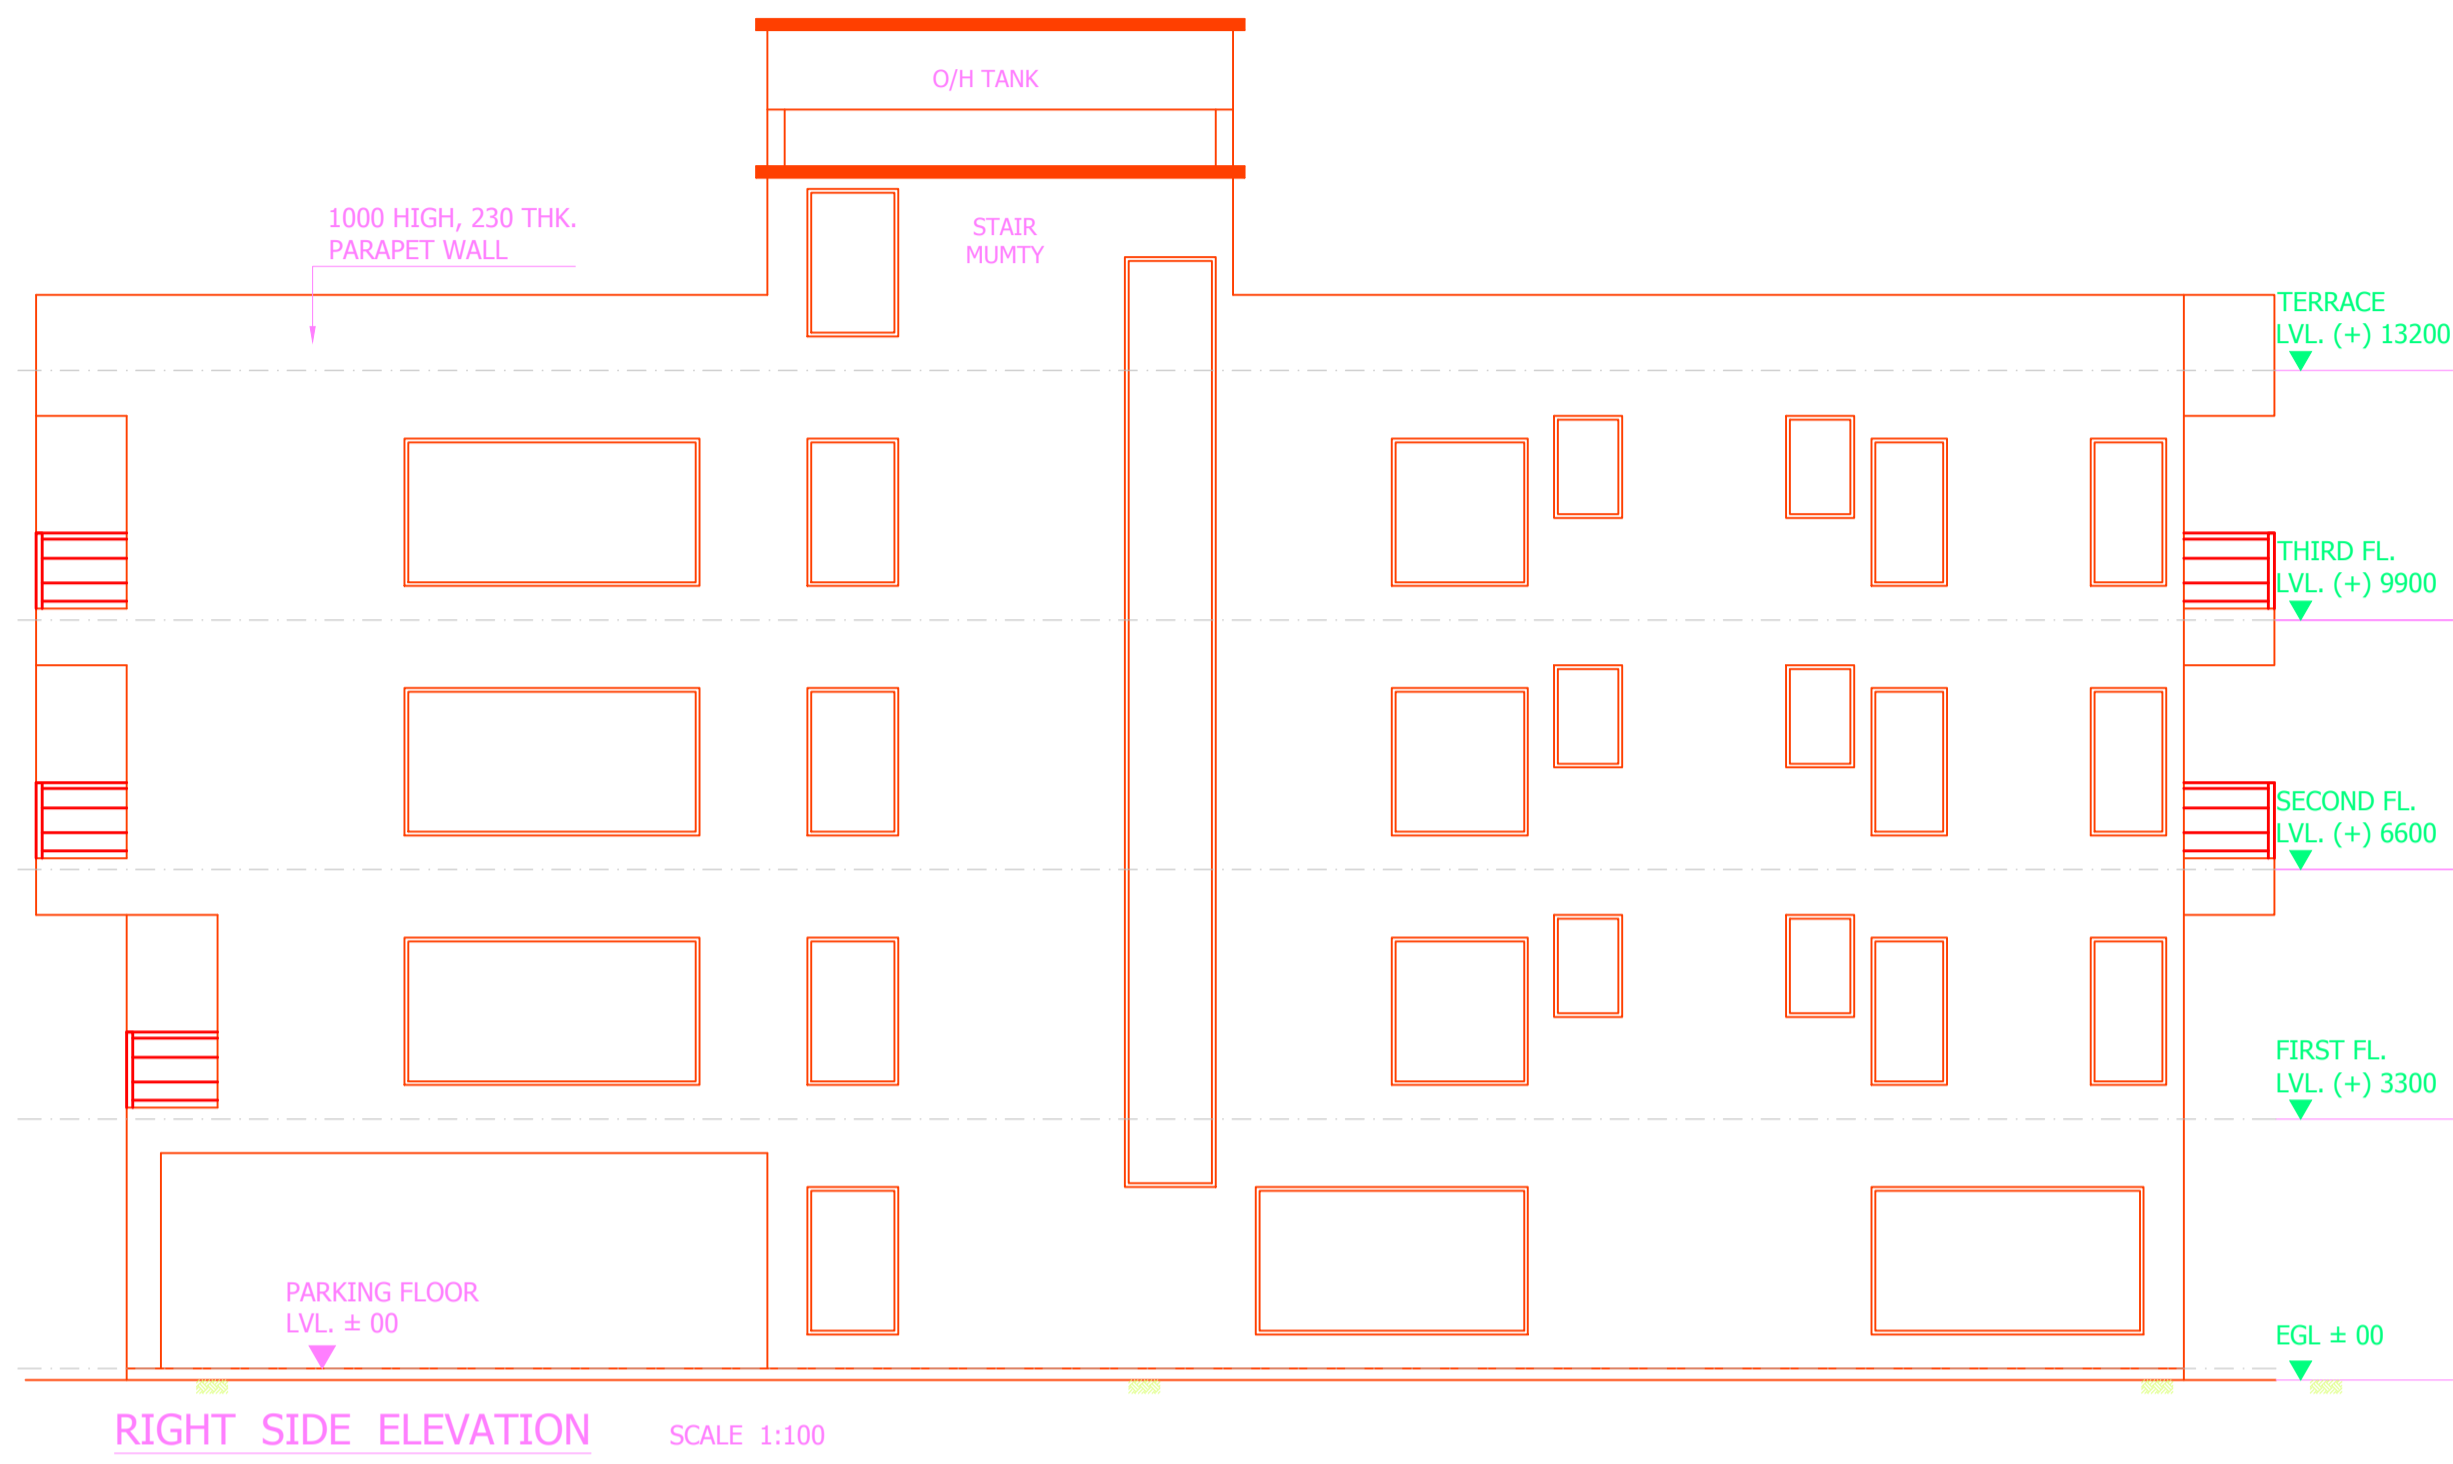 O/H TANK
1000 HIGH, 230 THK.
PARAPET WALL
STAIR
MUMTY
TERRACE
LVL. (+) 13200
THIRD FL.
LVL. (+) 9900
SECOND FL.
LVL. (+) 6600
FIRST FL.
LVL. (+) 3300
PARKING FLOOR
LVL. ± 00
EGL ± 00
RIGHT SIDE ELEVATION
SCALE 1:100